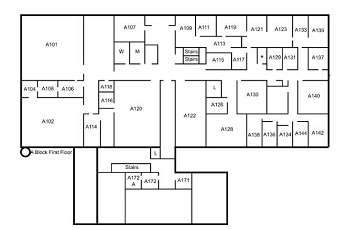 A107 A109 A111 A119 A121 A123 A133 A135
A101 W M Stairs A113
Stairs A115 A117 + A129 A131 A137
A104 A108 A106 A118 L
A116 A120 A122 A126 A130 A140
A102 A114 A128 A138 A136 A134 A144 A142
A Block First Floor L
Stairs
A172 A172 A171
A